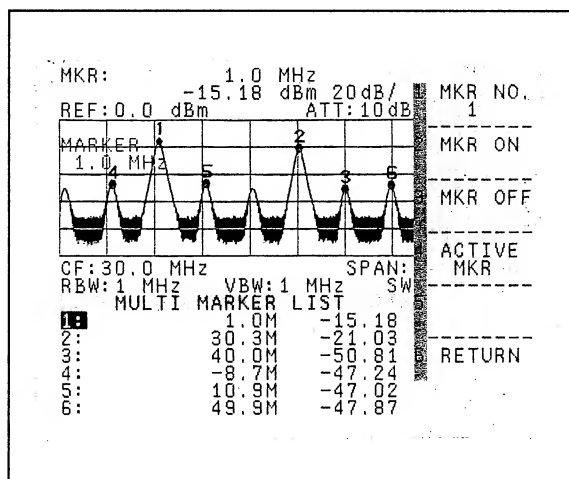 MKR: 1.0 MHz
-15.18 dBm 20dB/
REF:0.0 dBm ATT:10dB
MARKER
1.0 MHz
1
2
4
5
3
6
CF:30.0 MHz SPAN:
RBW:1 MHz VBW:1 MHz SW
MULTI MARKER LIST
1: 1.0M -15.18
2: 30.3M -21.03
3: 40.0M -50.81
4: -8.7M -47.24
5: 10.9M -47.02
6: 49.9M -47.87
MKR NO.
1
MKR ON
MKR OFF
ACTIVE
MKR
RETURN